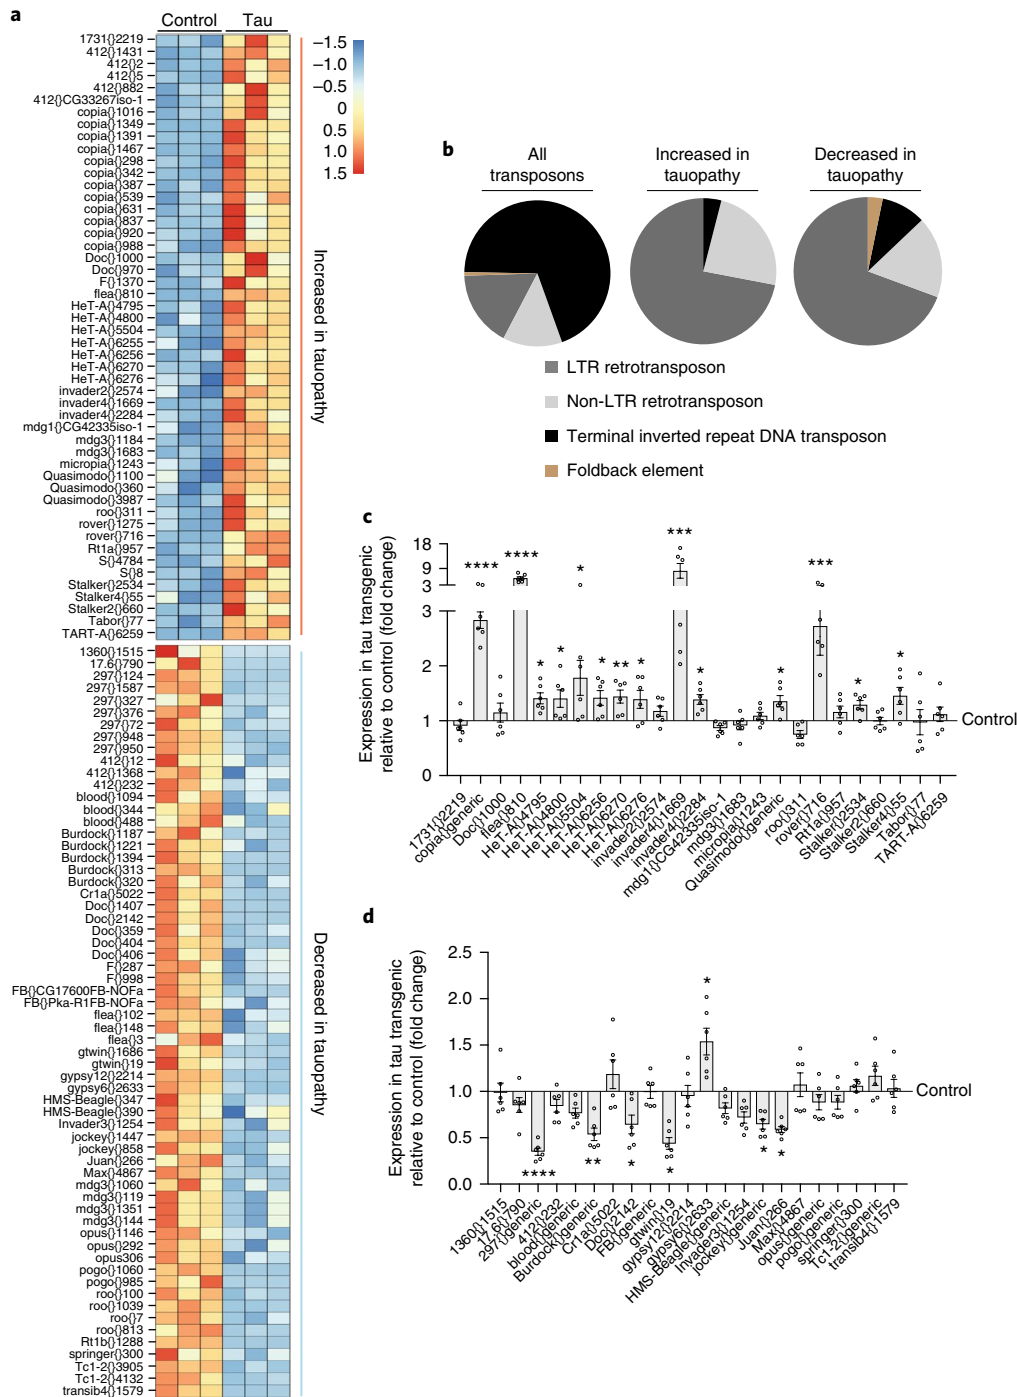 a
Control Tau
1731{}2219
412{}1431
412{}2
412{}5
412{}882
412{}CG33267iso-1
copia{}1016
copia{}1349
copia{}1391
copia{}1467
copia{}298
copia{}342
copia{}387
copia{}539
copia{}631
copia{}837
copia{}920
copia{}988
Doc{}1000
Doc{}970
F{}1370
flea{}810
HeT-A{}4795
HeT-A{}4800
HeT-A{}5504
HeT-A{}6255
HeT-A{}6256
HeT-A{}6270
HeT-A{}6276
invader2{}2574
invader4{}1669
invader4{}2284
mdg1{}CG42335iso-1
mdg3{}1184
mdg3{}1683
micropia{}1243
Quasimodo{}1100
Quasimodo{}360
Quasimodo{}3987
roo{}311
rover{}1275
rover{}716
Rt1a{}957
S{}4784
S{}8
Stalker{}2534
Stalker4{}55
Stalker2{}660
Tabor{}77
TART-A{}6259
Increased in tauopathy
–1.5
–1.0
–0.5
0
0.5
1.0
1.5
1360{}1515
17.6{}790
297{}124
297{}1587
297{}327
297{}376
297{}72
297{}948
297{}950
412{}12
412{}1368
412{}232
blood{}1094
blood{}344
blood{}488
Burdock{}1187
Burdock{}1221
Burdock{}1394
Burdock{}313
Burdock{}320
Cr1a{}5022
Doc{}1407
Doc{}2142
Doc{}359
Doc{}404
Doc{}406
F{}287
F{}998
FB{}CG17600FB-NOFa
FB{}Pka-R1FB-NOFa
flea{}102
flea{}148
flea{}3
gtwin{}1686
gtwin{}19
gypsy12{}2214
gypsy6{}2633
HMS-Beagle{}347
HMS-Beagle{}390
Invader3{}1254
jockey{}1447
jockey{}858
Juan{}266
Max{}4867
mdg3{}1060
mdg3{}119
mdg3{}1351
mdg3{}144
opus{}1146
opus{}292
opus306
pogo{}1060
pogo{}985
roo{}100
roo{}1039
roo{}7
roo{}813
Rt1b{}1288
springer{}300
Tc1-2{}3905
Tc1-2{}4132
transib4{}1579
Decreased in tauopathy
b
All transposons
Increased in tauopathy
Decreased in tauopathy
LTR retrotransposon
Non-LTR retrotransposon
Terminal inverted repeat DNA transposon
Foldback element
c
Expression in tau transgenic
relative to control (fold change)
18
9
3
3
2
1
0
**** **** * * * * ** * *** * * *** * *
Control
1731{}2219
copia{}generic
Doc{}1000
flea{}810
HeT-A{}4795
HeT-A{}4800
HeT-A{}5504
HeT-A{}6256
HeT-A{}6270
HeT-A{}6276
invader2{}2574
invader4{}1669
invader4{}2284
mdg1{}CG42335iso-1
mdg3{}1683
micropia{}1243
Quasimodo{}generic
roo{}311
rover{}716
Rt1a{}957
Stalker{}2534
Stalker2{}660
Stalker4{}55
Tabor{}77
TART-A{}6259
d
Expression in tau transgenic
relative to control (fold change)
2.5
2.0
1.5
1.0
0.5
0.0
**** ** * * * * *
Control
1360{}1515
17.6{}790
297{}generic
412{}232
blood{}generic
Burdock{}generic
Cr1a{}5022
Doc{}2142
FB{}generic
gtwin{}19
gypsy12{}2214
gypsy6{}2633
HMS-Beagle{}generic
Invader3{}1254
jockey{}generic
Juan{}266
Max{}4867
opus{}generic
pogo{}generic
springer{}300
Tc1-2{}generic
transib4{}1579